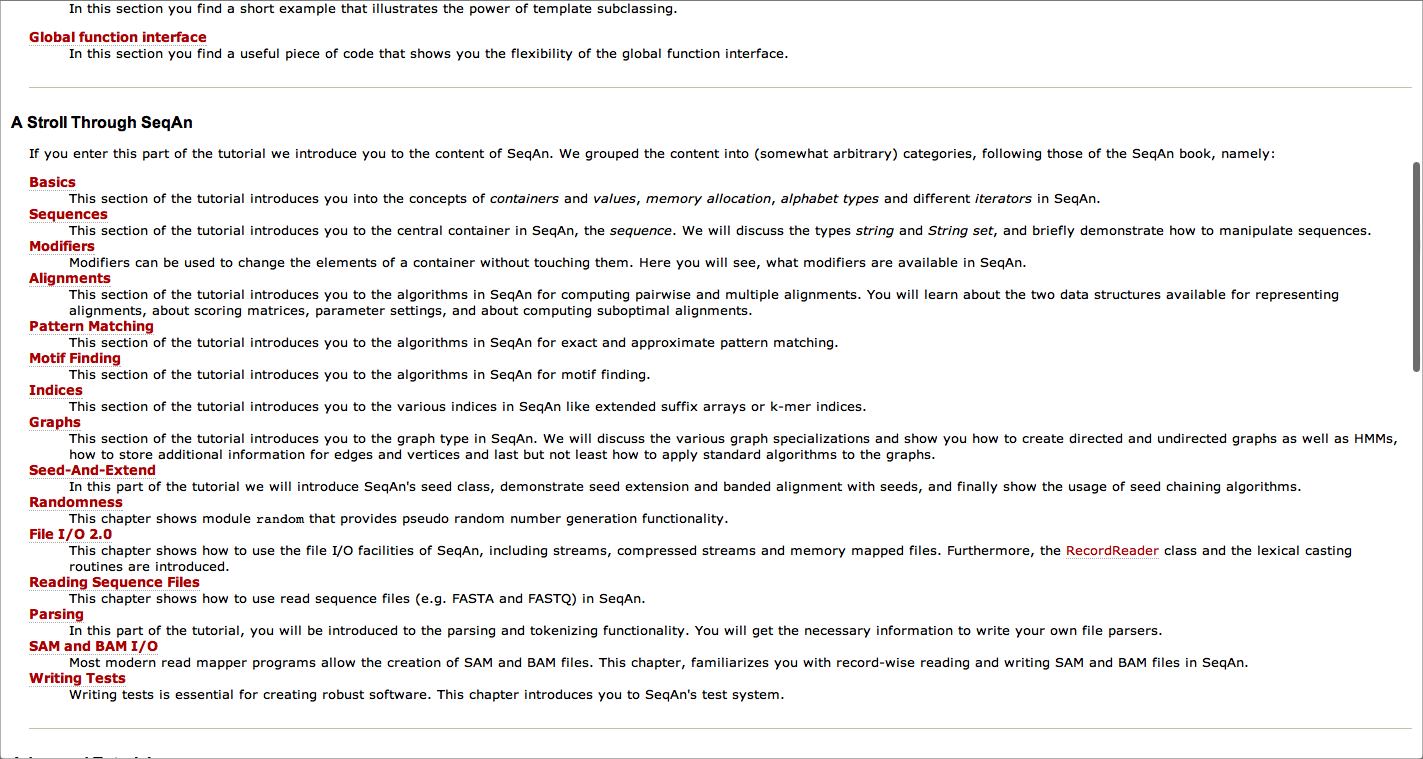 In this section you find a short example that illustrates the power of template subclassing.
Global function interface
In this section you find a useful piece of code that shows you the flexibility of the global function interface.
A Stroll Through SeqAn
If you enter this part of the tutorial we introduce you to the content of SeqAn. We grouped the content into (somewhat arbitrary) categories, following those of the SeqAn book, namely:
Basics
This section of the tutorial introduces you into the concepts of containers and values, memory allocation, alphabet types and different iterators in SeqAn.
Sequences
This section of the tutorial introduces you to the central container in SeqAn, the sequence. We will discuss the types string and String set, and briefly demonstrate how to manipulate sequences.
Modifiers
Modifiers can be used to change the elements of a container without touching them. Here you will see, what modifiers are available in SeqAn.
Alignments
This section of the tutorial introduces you to the algorithms in SeqAn for computing pairwise and multiple alignments. You will learn about the two data structures available for representing
alignments, about scoring matrices, parameter settings, and about computing suboptimal alignments.
Pattern Matching
This section of the tutorial introduces you to the algorithms in SeqAn for exact and approximate pattern matching.
Motif Finding
This section of the tutorial introduces you to the algorithms in SeqAn for motif finding.
Indices
This section of the tutorial introduces you to the various indices in SeqAn like extended suffix arrays or k-mer indices.
Graphs
This section of the tutorial introduces you to the graph type in SeqAn. We will discuss the various graph specializations and show you how to create directed and undirected graphs as well as HMMs,
how to store additional information for edges and vertices and last but not least how to apply standard algorithms to the graphs.
Seed-And-Extend
In this part of the tutorial we will introduce SeqAn's seed class, demonstrate seed extension and banded alignment with seeds, and finally show the usage of seed chaining algorithms.
Randomness
This chapter shows module random that provides pseudo random number generation functionality.
File I/O 2.0
This chapter shows how to use the file I/O facilities of SeqAn, including streams, compressed streams and memory mapped files. Furthermore, the RecordReader class and the lexical casting
routines are introduced.
Reading Sequence Files
This chapter shows how to use read sequence files (e.g. FASTA and FASTQ) in SeqAn.
Parsing
In this part of the tutorial, you will be introduced to the parsing and tokenizing functionality. You will get the necessary information to write your own file parsers.
SAM and BAM I/O
Most modern read mapper programs allow the creation of SAM and BAM files. This chapter, familiarizes you with record-wise reading and writing SAM and BAM files in SeqAn.
Writing Tests
Writing tests is essential for creating robust software. This chapter introduces you to SeqAn's test system.